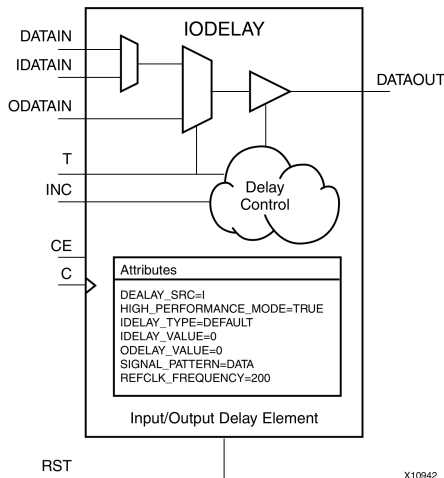 IODELAY
DATAIN
IDATAIN
ODATAIN
DATAOUT
T
INC
Delay
Control
CE
C
Attributes
DEALAY_SRC=I
HIGH_PERFORMANCE_MODE=TRUE
IDELAY_TYPE=DEFAULT
IDELAY_VALUE=0
ODELAY_VALUE=0
SIGNAL_PATTERN=DATA
REFCLK_FREQUENCY=200
Input/Output Delay Element
RST
X10942